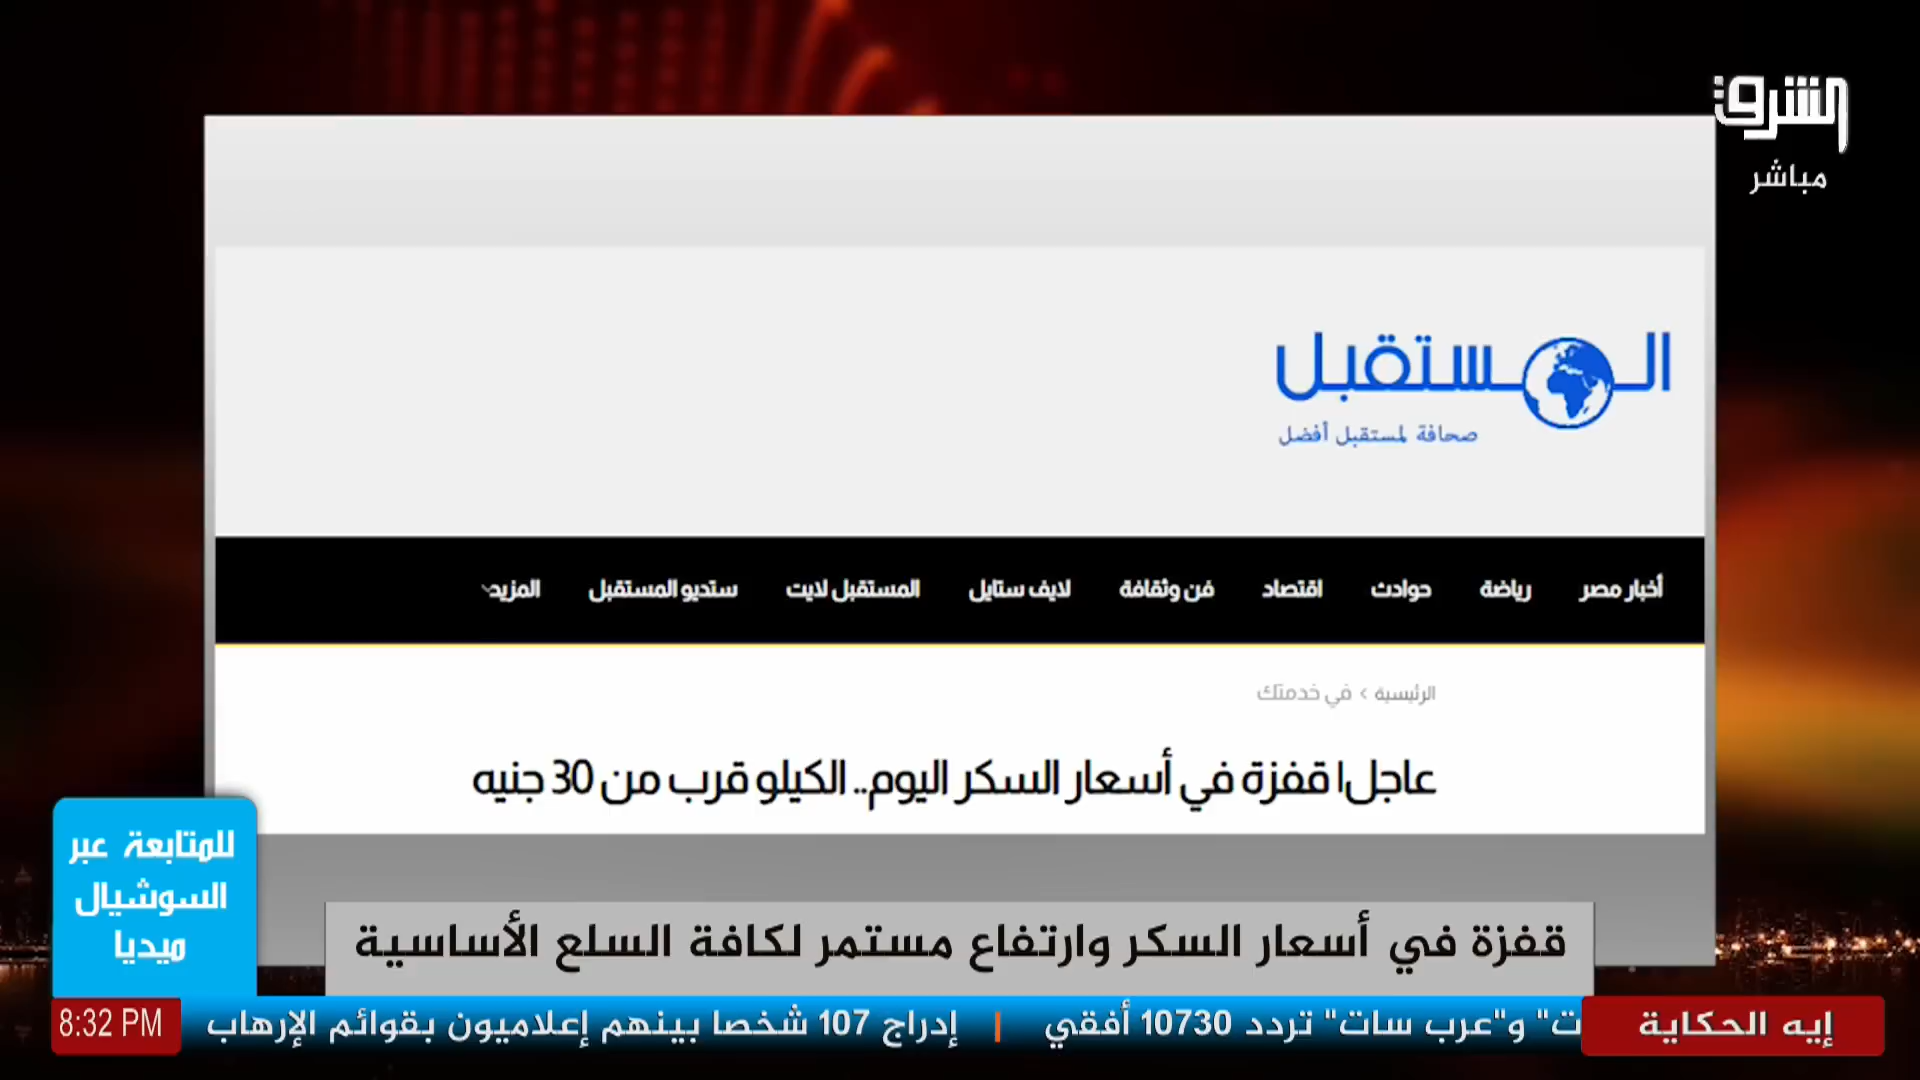 الشرق
مباشر
المستقبل
صحافة لمستقبل أفضل
أخبار مصر رياضة حوادث اقتصاد فن وثقافة لايف ستايل المستقبل لايت ستديو المستقبل المزيد
الرئيسية > في خدمتك
عاجل| قفزة في أسعار السكر اليوم.. الكيلو قرب من 30 جنيه
للمتابعة عبر
السوشيال
ميديا
قفزة في أسعار السكر وارتفاع مستمر لكافة السلع الأساسية
إيه الحكاية
ت" و"عرب سات" تردد 10730 أفقي | إدراج 107 شخصا بينهم إعلاميون بقوائم الإرهاب
8:32 PM